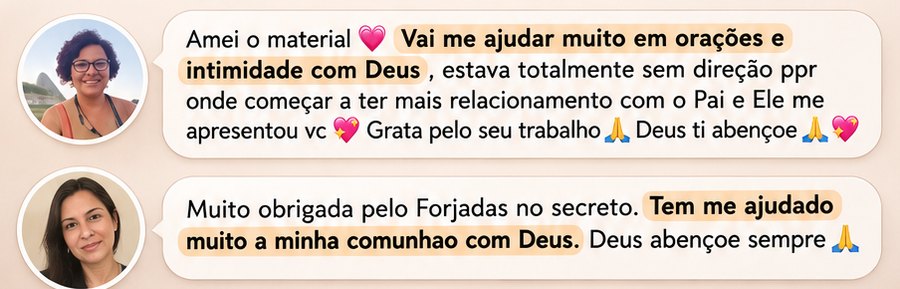 Amei o material 💗 Vai me ajudar muito em orações e
intimidade com Deus , estava totalmente sem direção ppr
onde começar a ter mais relacionamento com o Pai e Ele me
apresentou vc 💖 Grata pelo seu trabalho 🙏 Deus ti abençoe 🙏 💖
Muito obrigada pelo Forjadas no secreto. Tem me ajudado
muito a minha comunhao com Deus. Deus abençoe sempre 🙏